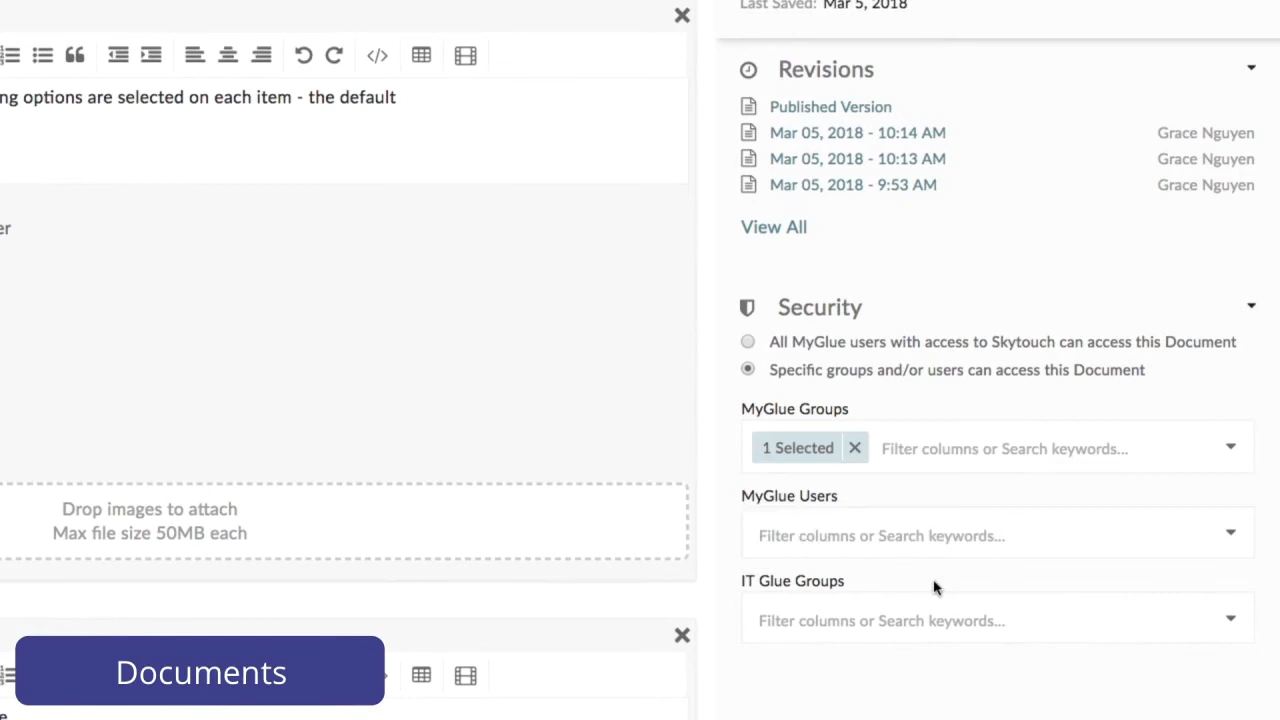 Last Saved: Mar 5, 2018
Revisions
Published Version
Mar 05, 2018 - 10:14 AM Grace Nguyen
Mar 05, 2018 - 10:13 AM Grace Nguyen
Mar 05, 2018 - 9:53 AM Grace Nguyen
View All
Security
All MyGlue users with access to Skytouch can access this Document
Specific groups and/or users can access this Document
MyGlue Groups
1 Selected Filter columns or Search keywords...
MyGlue Users
Filter columns or Search keywords...
IT Glue Groups
Filter columns or Search keywords...
ng options are selected on each item - the default
er
Drop images to attach
Max file size 50MB each
Documents